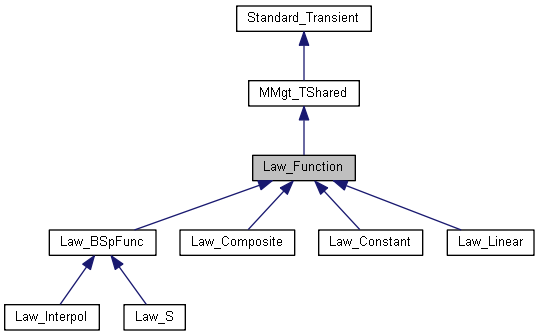 Standard_Transient
MMgt_TShared
Law_Function
Law_BSpFunc
Law_Composite
Law_Constant
Law_Linear
Law_Interpol
Law_S